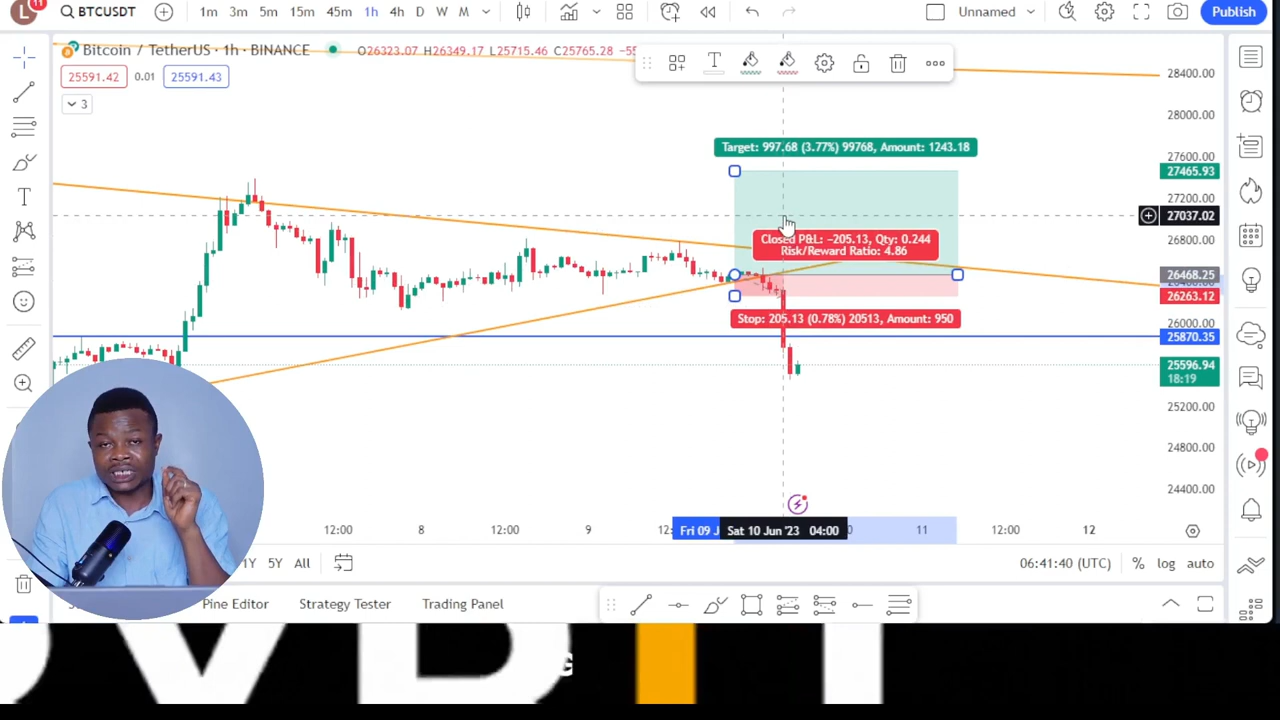 L 11 BTCUSDT 1m 3m 5m 15m 45m 1h 4h D W M Unnamed Publish
Bitcoin / TetherUS · 1h · BINANCE O26323.07 H26349.17 L25715.46 C25765.28
25591.42 0.01 25591.43
3
28400.00
28000.00
27600.00
27465.93
27200.00
27037.02
26800.00
26468.25
26263.12
26000.00
25870.35
25596.94
18:19
25200.00
24800.00
24400.00
Target: 997.68 (3.77%) 99768, Amount: 1243.18
Closed P&L: −205.13, Qty: 0.244
Risk/Reward Ratio: 4.86
Stop: 205.13 (0.78%) 20513, Amount: 950
12:00 8 12:00 9 Fri 09 Sat 10 Jun '23 04:00 11 12:00 12
1Y 5Y All 06:41:40 (UTC) % log auto
Pine Editor Strategy Tester Trading Panel